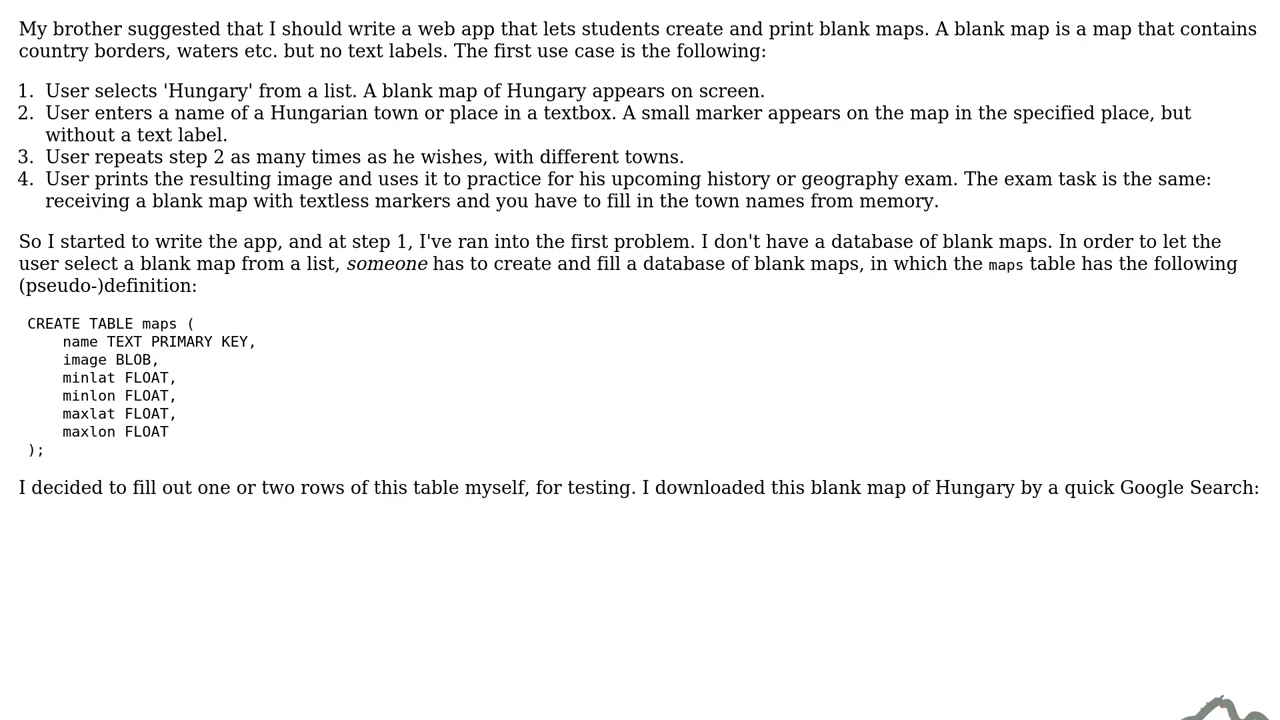 My brother suggested that I should write a web app that lets students create and print blank maps. A blank map is a map that contains
country borders, waters etc. but no text labels. The first use case is the following:
1. User selects 'Hungary' from a list. A blank map of Hungary appears on screen.
2. User enters a name of a Hungarian town or place in a textbox. A small marker appears on the map in the specified place, but
without a text label.
3. User repeats step 2 as many times as he wishes, with different towns.
4. User prints the resulting image and uses it to practice for his upcoming history or geography exam. The exam task is the same:
receiving a blank map with textless markers and you have to fill in the town names from memory.
So I started to write the app, and at step 1, I've ran into the first problem. I don't have a database of blank maps. In order to let the
user select a blank map from a list, someone has to create and fill a database of blank maps, in which the maps table has the following
(pseudo-)definition:
CREATE TABLE maps (
    name TEXT PRIMARY KEY,
    image BLOB,
    minlat FLOAT,
    minlon FLOAT,
    maxlat FLOAT,
    maxlon FLOAT
);
I decided to fill out one or two rows of this table myself, for testing. I downloaded this blank map of Hungary by a quick Google Search: